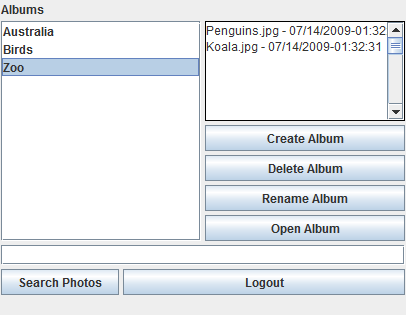 Albums
Australia
Birds
Zoo
Penguins.jpg - 07/14/2009-01:32
Koala.jpg - 07/14/2009-01:32:31
Create Album
Delete Album
Rename Album
Open Album
Search Photos
Logout